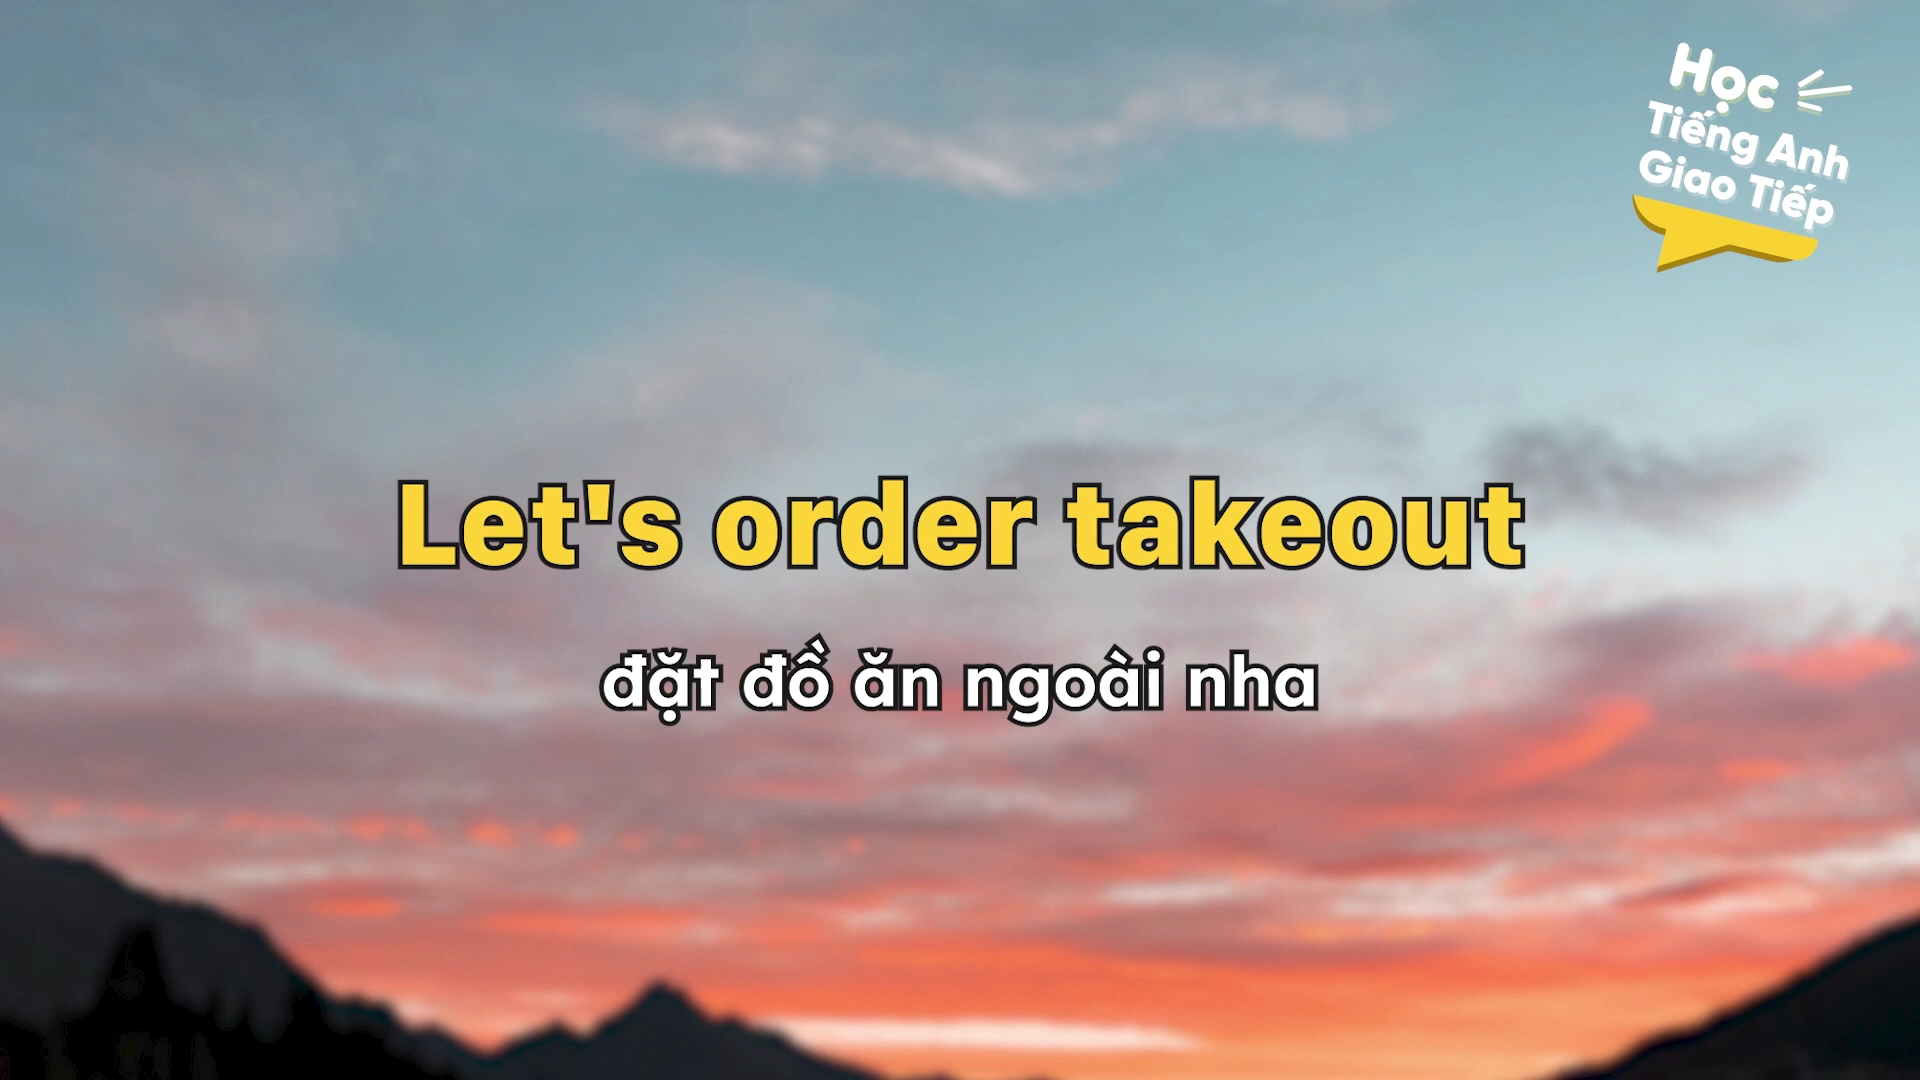 Học
Tiếng Anh
Giao Tiếp
Let's order takeout
đặt đồ ăn ngoài nha